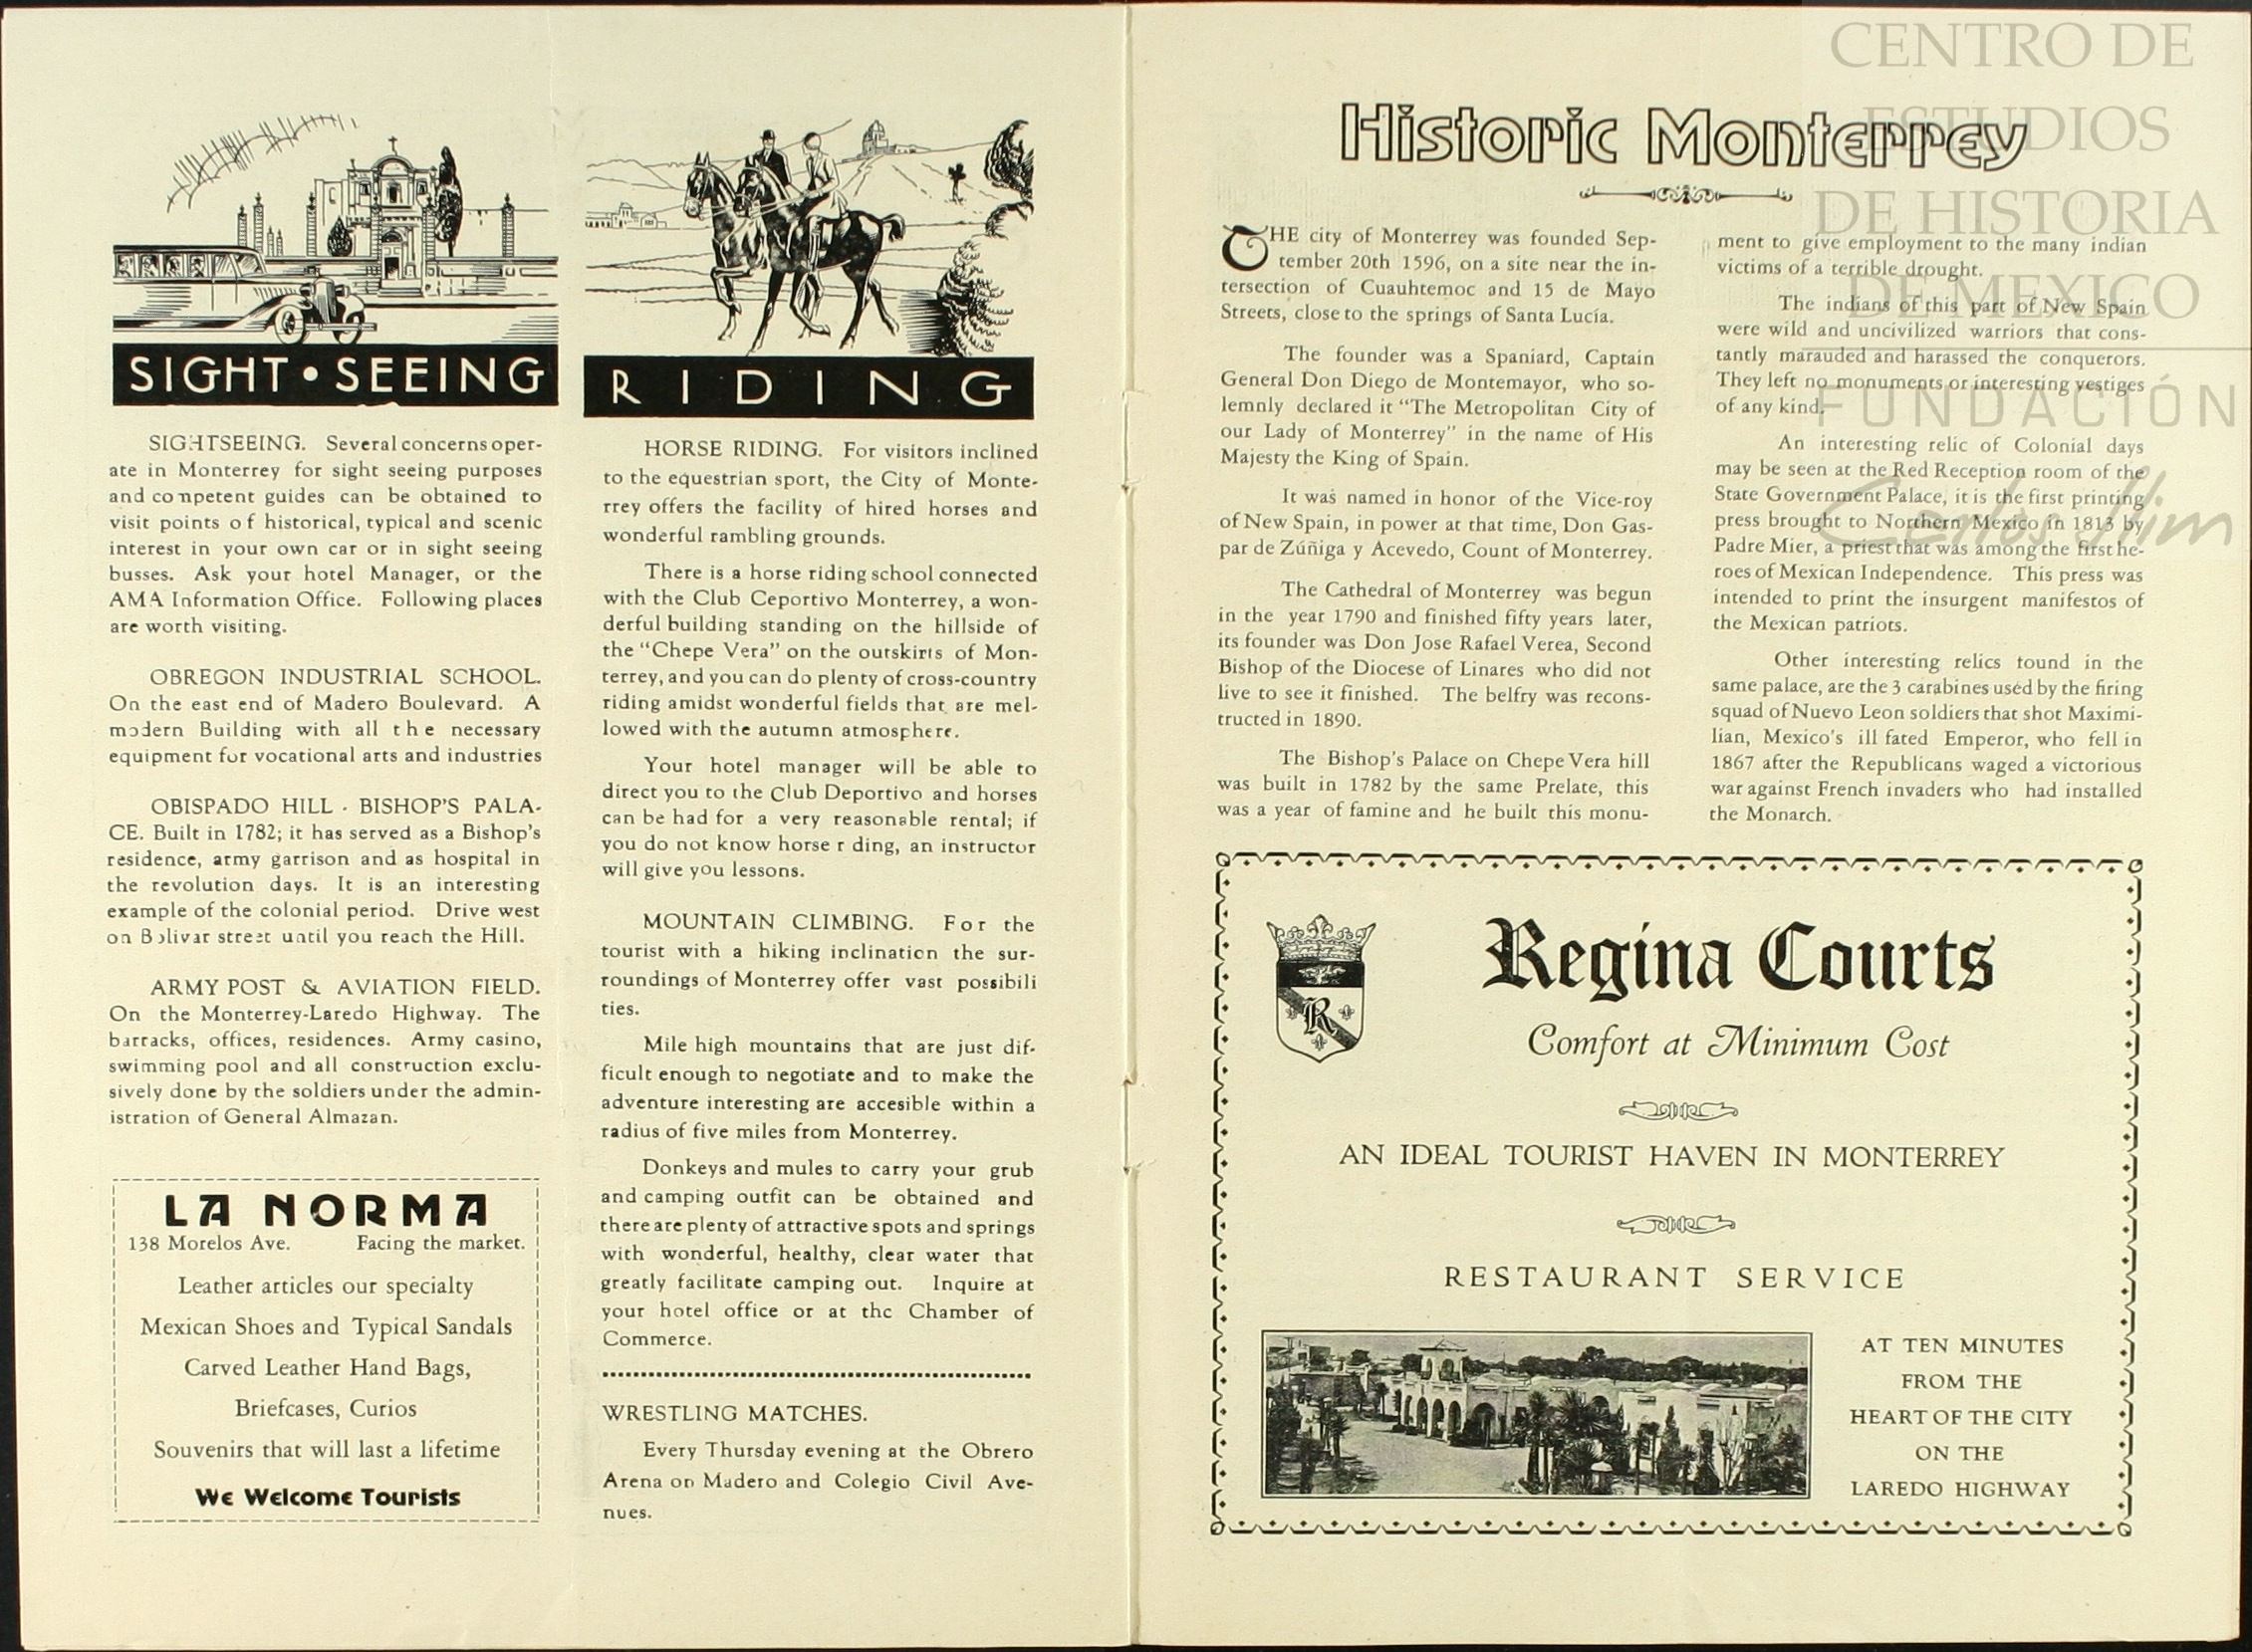 SIGHT • SEEING
SIGHTSEEING. Several concerns oper-
ate in Monterrey for sight seeing purposes
and competent guides can be obtained to
visit points of historical, typical and scenic
interest in your own car or in sight seeing
busses. Ask your hotel Manager, or the
AMA Information Office. Following places
are worth visiting.
OBREGON INDUSTRIAL SCHOOL.
On the east end of Madero Boulevard. A
modern Building with all the necessary
equipment for vocational arts and industries
OBISPADO HILL - BISHOP'S PALA-
CE. Built in 1782; it has served as a Bishop's
residence, army garrison and as hospital in
the revolution days. It is an interesting
example of the colonial period. Drive west
on Bolivar street until you reach the Hill.
ARMY POST & AVIATION FIELD.
On the Monterrey-Laredo Highway. The
barracks, offices, residences. Army casino,
swimming pool and all construction exclu-
sively done by the soldiers under the admin-
istration of General Almazan.
LA NORMA
138 Morelos Ave. Facing the market.
Leather articles our specialty
Mexican Shoes and Typical Sandals
Carved Leather Hand Bags,
Briefcases, Curios
Souvenirs that will last a lifetime
We Welcome Tourists
RIDING
HORSE RIDING. For visitors inclined
to the equestrian sport, the City of Monte-
rrey offers the facility of hired horses and
wonderful rambling grounds.
There is a horse riding school connected
with the Club Ceportivo Monterrey, a won-
derful building standing on the hillside of
the "Chepe Vera" on the outskirts of Mon-
terrey, and you can do plenty of cross-country
riding amidst wonderful fields that are mel-
lowed with the autumn atmosphere.
Your hotel manager will be able to
direct you to the Club Deportivo and horses
can be had for a very reasonable rental; if
you do not know horse r ding, an instructor
will give you lessons.
MOUNTAIN CLIMBING. For the
tourist with a hiking inclination the sur-
roundings of Monterrey offer vast possibili
ties.
Mile high mountains that are just dif-
ficult enough to negotiate and to make the
adventure interesting are accesible within a
radius of five miles from Monterrey.
Donkeys and mules to carry your grub
and camping outfit can be obtained and
there are plenty of attractive spots and springs
with wonderful, healthy, clear water that
greatly facilitate camping out. Inquire at
your hotel office or at the Chamber of
Commerce.
WRESTLING MATCHES.
Every Thursday evening at the Obrero
Arena on Madero and Colegio Civil Ave-
nues.
Historic Monterrey
THE city of Monterrey was founded Sep-
tember 20th 1596, on a site near the in-
tersection of Cuauhtemoc and 15 de Mayo
Streets, close to the springs of Santa Lucía.
The founder was a Spaniard, Captain
General Don Diego de Montemayor, who so-
lemnly declared it "The Metropolitan City of
our Lady of Monterrey" in the name of His
Majesty the King of Spain.
It was named in honor of the Vice-roy
of New Spain, in power at that time, Don Gas-
par de Zúñiga y Acevedo, Count of Monterrey.
The Cathedral of Monterrey was begun
in the year 1790 and finished fifty years later,
its founder was Don Jose Rafael Verea, Second
Bishop of the Diocese of Linares who did not
live to see it finished. The belfry was recons-
tructed in 1890.
The Bishop's Palace on Chepe Vera hill
was built in 1782 by the same Prelate, this
was a year of famine and he built this monu-
ment to give employment to the many indian
victims of a terrible drought.
The indians of this part of New Spain
were wild and uncivilized warriors that cons-
tantly marauded and harassed the conquerors.
They left no monuments or interesting vestiges
of any kind.
An interesting relic of Colonial days
may be seen at the Red Reception room of the
State Government Palace, it is the first printing
press brought to Northern Mexico in 1813 by
Padre Mier, a priest that was among the first he-
roes of Mexican Independence. This press was
intended to print the insurgent manifestos of
the Mexican patriots.
Other interesting relics found in the
same palace, are the 3 carabines used by the firing
squad of Nuevo Leon soldiers that shot Maximi-
lian, Mexico's ill fated Emperor, who fell in
1867 after the Republicans waged a victorious
war against French invaders who had installed
the Monarch.
R
Regina Courts
Comfort at Minimum Cost
AN IDEAL TOURIST HAVEN IN MONTERREY
RESTAURANT SERVICE
AT TEN MINUTES
FROM THE
HEART OF THE CITY
ON THE
LAREDO HIGHWAY
CENTRO DE
ESTUDIOS
DE HISTORIA
DE MEXICO
FUNDACIÓN
Carlos Slim